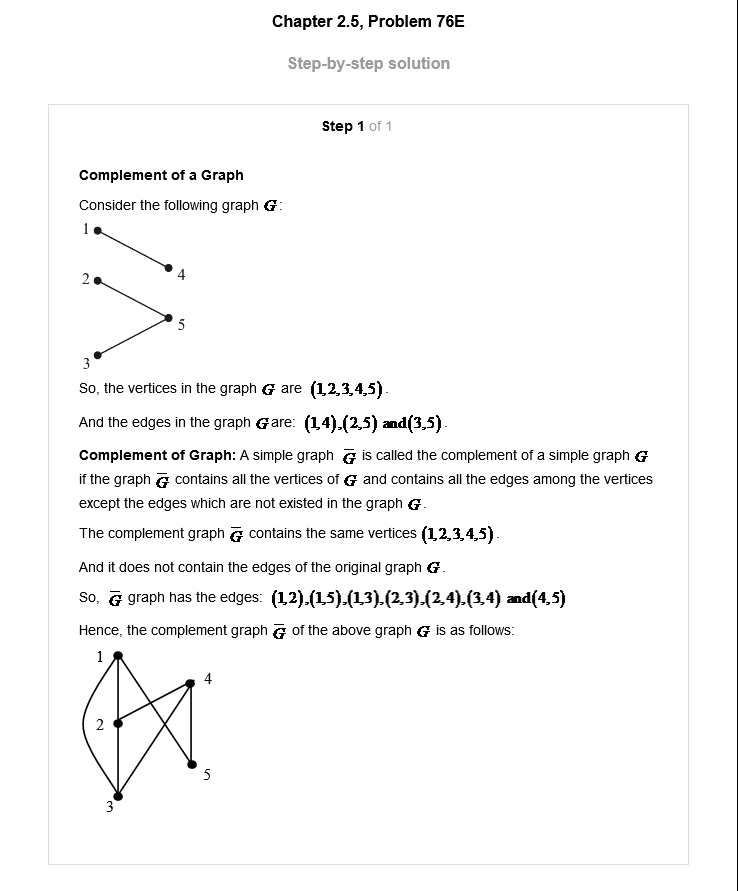 Chapter 2.5, Problem 76E
Step-by-step solution
Step 1 of 1
Complement of a Graph
Consider the following graph G:
1
4
2
5
3
So, the vertices in the graph G are (1,2,3,4,5).
And the edges in the graph G are: (1,4),(2,5) and(3,5).
Complement of Graph: A simple graph G̅ is called the complement of a simple graph G
if the graph G̅ contains all the vertices of G and contains all the edges among the vertices
except the edges which are not existed in the graph G.
The complement graph G̅ contains the same vertices (1,2,3,4,5).
And it does not contain the edges of the original graph G.
So, G̅ graph has the edges: (1,2),(1,5),(1,3),(2,3),(2,4),(3,4) and(4,5)
Hence, the complement graph G̅ of the above graph G is as follows:
1
4
2
5
3